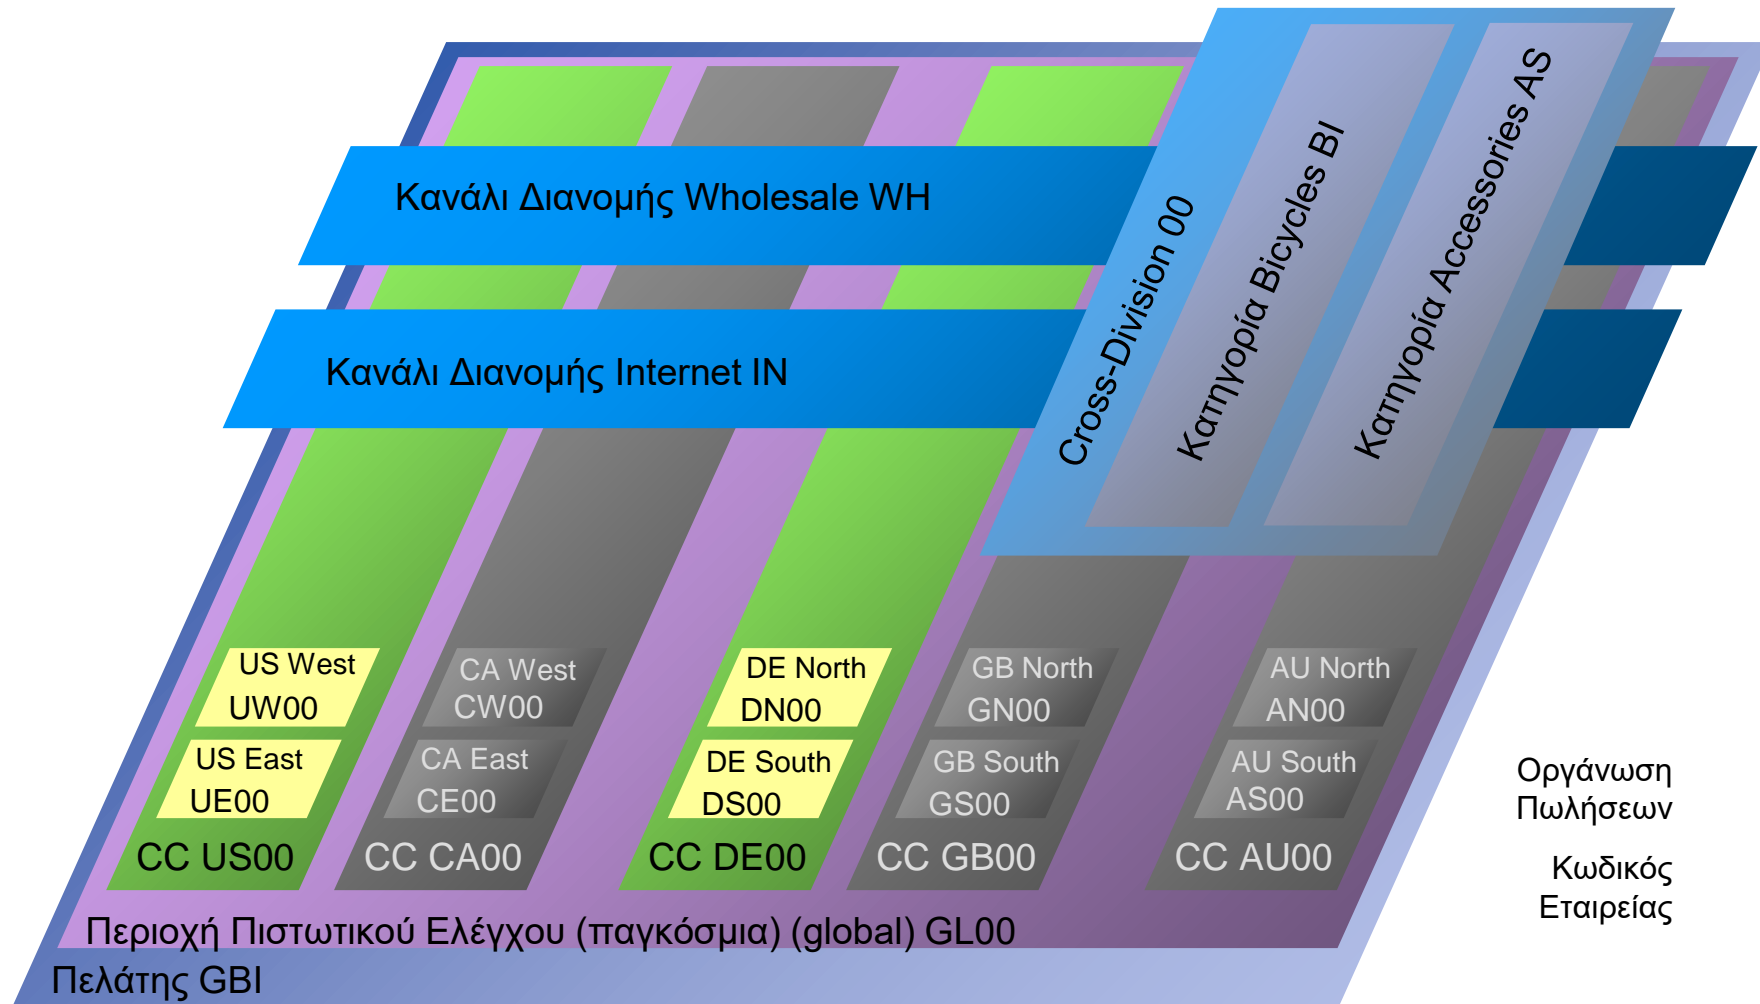 Κανάλι Διανομής Wholesale WH
Κανάλι Διανομής Internet IN
Cross-Division 00
Κατηγορία Bicycles BI
Κατηγορία Accessories AS
US West
UW00
US East
UE00
CC US00
CA West
CW00
CA East
CE00
CC CA00
DE North
DN00
DE South
DS00
CC DE00
GB North
GN00
GB South
GS00
CC GB00
AU North
AN00
AU South
AS00
CC AU00
Οργάνωση
Πωλήσεων
Κωδικός
Εταιρείας
Περιοχή Πιστωτικού Ελέγχου (παγκόσμια) (global) GL00
Πελάτης GBI